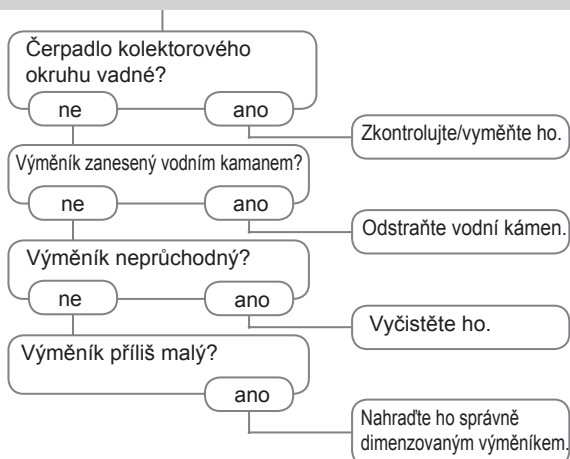 Čerpadlo kolektorového
okruhu vadné?
ne
ano
Zkontrolujte/vyměňte ho.
Výměník zanesený vodním kamanem?
ne
ano
Odstraňte vodní kámen.
Výměník neprůchodný?
ne
ano
Vyčistěte ho.
Výměník příliš malý?
ano
Nahraďte ho správně
dimenzovaným výměníkem.